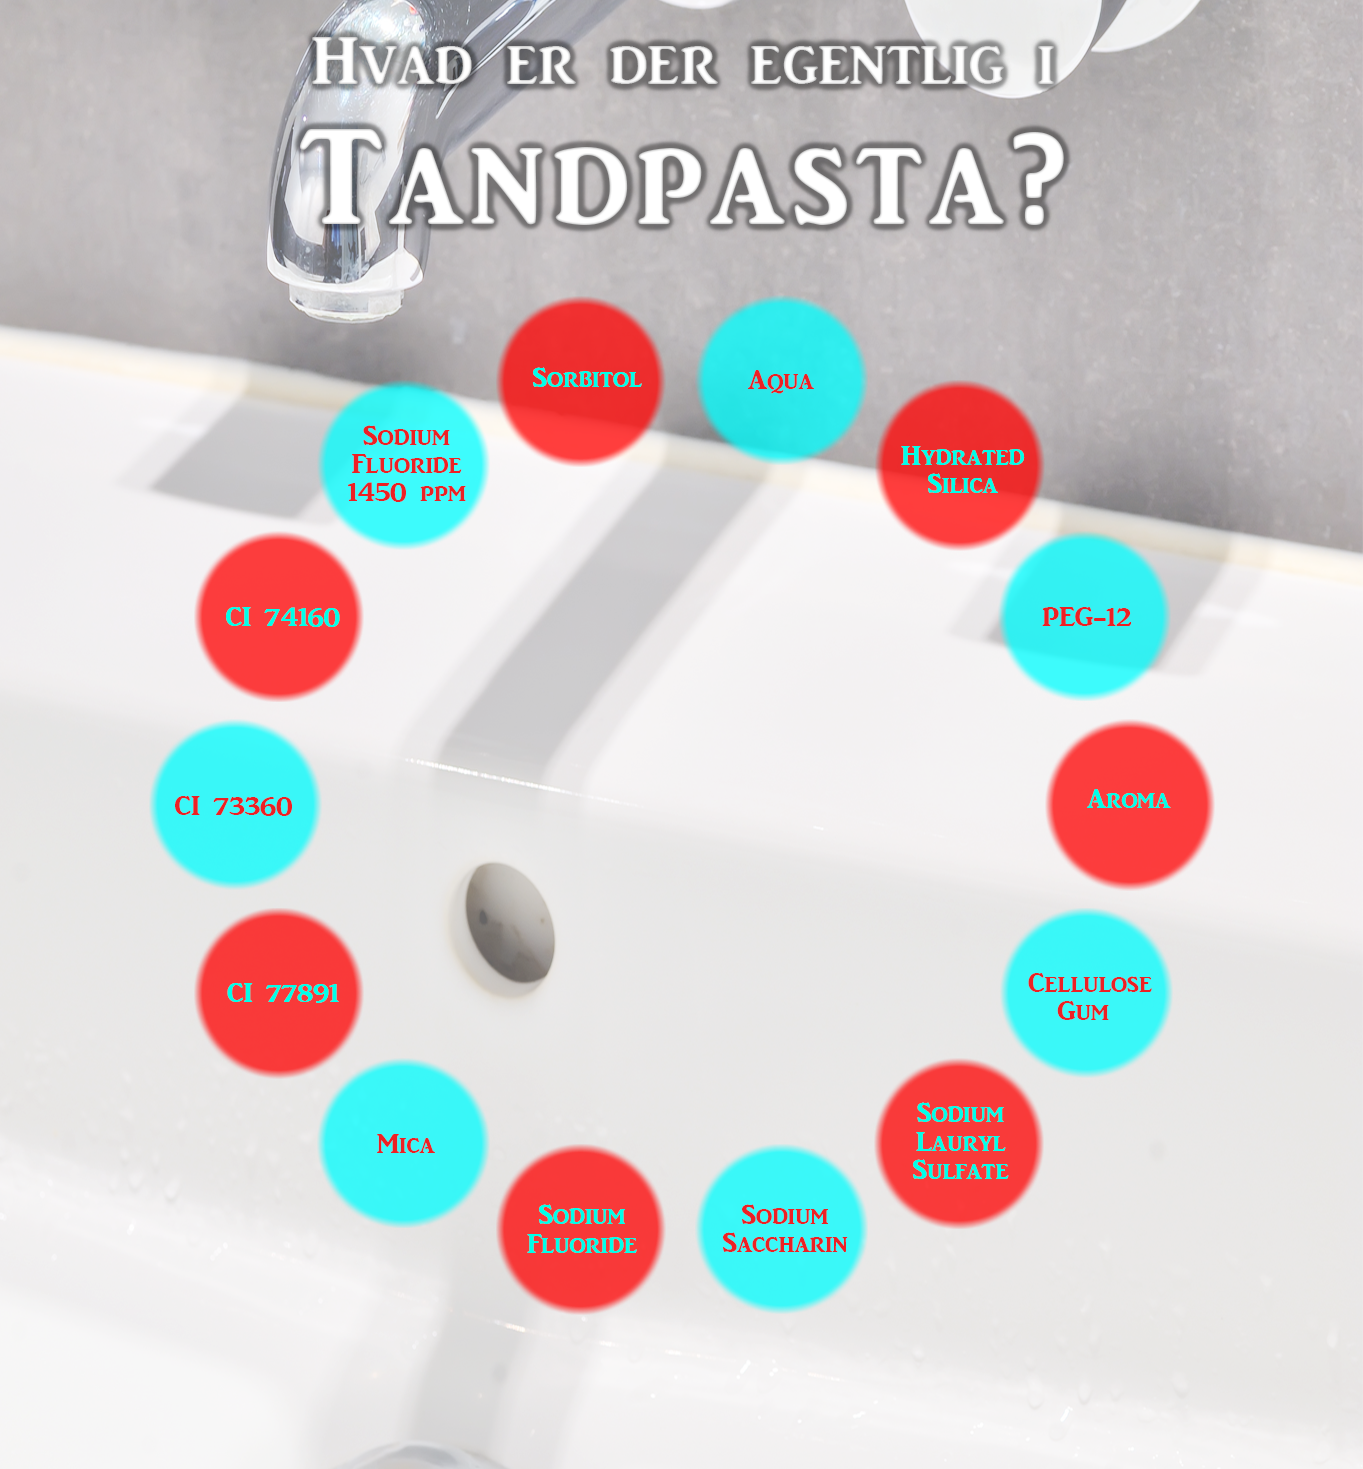 Hvad er der egentlig i
Tandpasta?
Sorbitol
Aqua
Hydrated
Silica
PEG-12
Aroma
Cellulose
Gum
Sodium
Lauryl
Sulfate
Sodium
Saccharin
Sodium
Fluoride
Mica
CI 77891
CI 73360
CI 74160
Sodium
Fluoride
1450 ppm